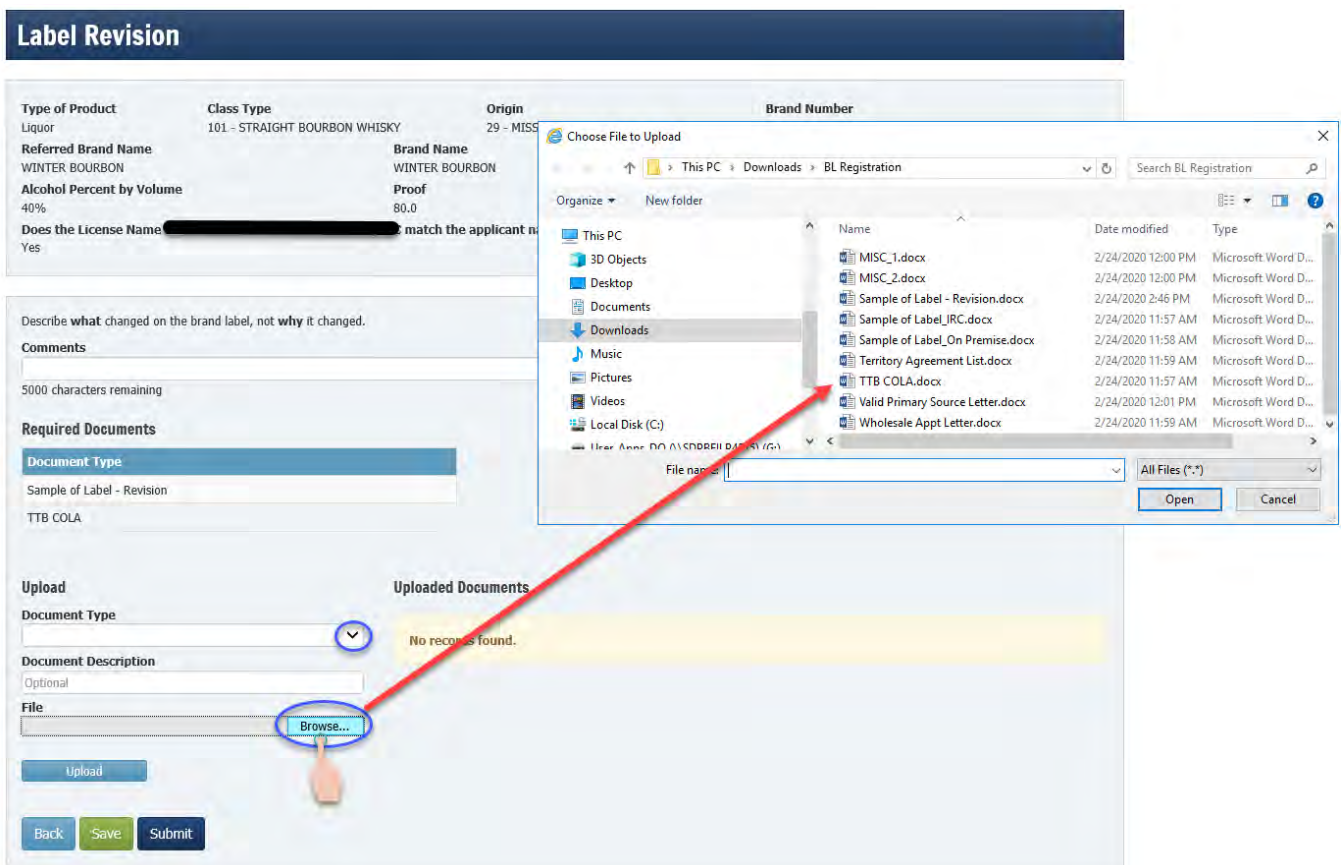 Label Revision
Type of Product Class Type Origin Brand Number
Liquor 101 - STRAIGHT BOURBON WHISKY 29 - MISS
Referred Brand Name Brand Name
WINTER BOURBON WINTER BOURBON
Alcohol Percent by Volume Proof
40% 80.0
Does the License Name match the applicant
Yes
Describe what changed on the brand label, not why it changed.
Comments
5000 characters remaining
Required Documents
Document Type
Sample of Label - Revision
TTB COLA
Upload
Document Type
Document Description
Optional
File
Browse...
Upload
Back Save Submit
Uploaded Documents
No records found.
Choose File to Upload
This PC > Downloads > BL Registration Search BL Registration
Organize New folder
This PC
3D Objects
Desktop
Documents
Downloads
Music
Pictures
Videos
Local Disk (C:)
Name Date modified Type
MISC_1.docx 2/24/2020 12:00 PM Microsoft Word D...
MISC_2.docx 2/24/2020 12:00 PM Microsoft Word D...
Sample of Label - Revision.docx 2/24/2020 2:46 PM Microsoft Word D...
Sample of Label_IRC.docx 2/24/2020 11:57 AM Microsoft Word D...
Sample of Label_On Premise.docx 2/24/2020 11:58 AM Microsoft Word D...
Territory Agreement List.docx 2/24/2020 11:59 AM Microsoft Word D...
TTB COLA.docx 2/24/2020 11:57 AM Microsoft Word D...
Valid Primary Source Letter.docx 2/24/2020 12:01 PM Microsoft Word D...
Wholesale Appt Letter.docx 2/24/2020 11:59 AM Microsoft Word D...
File name: All Files (*.*)
Open Cancel